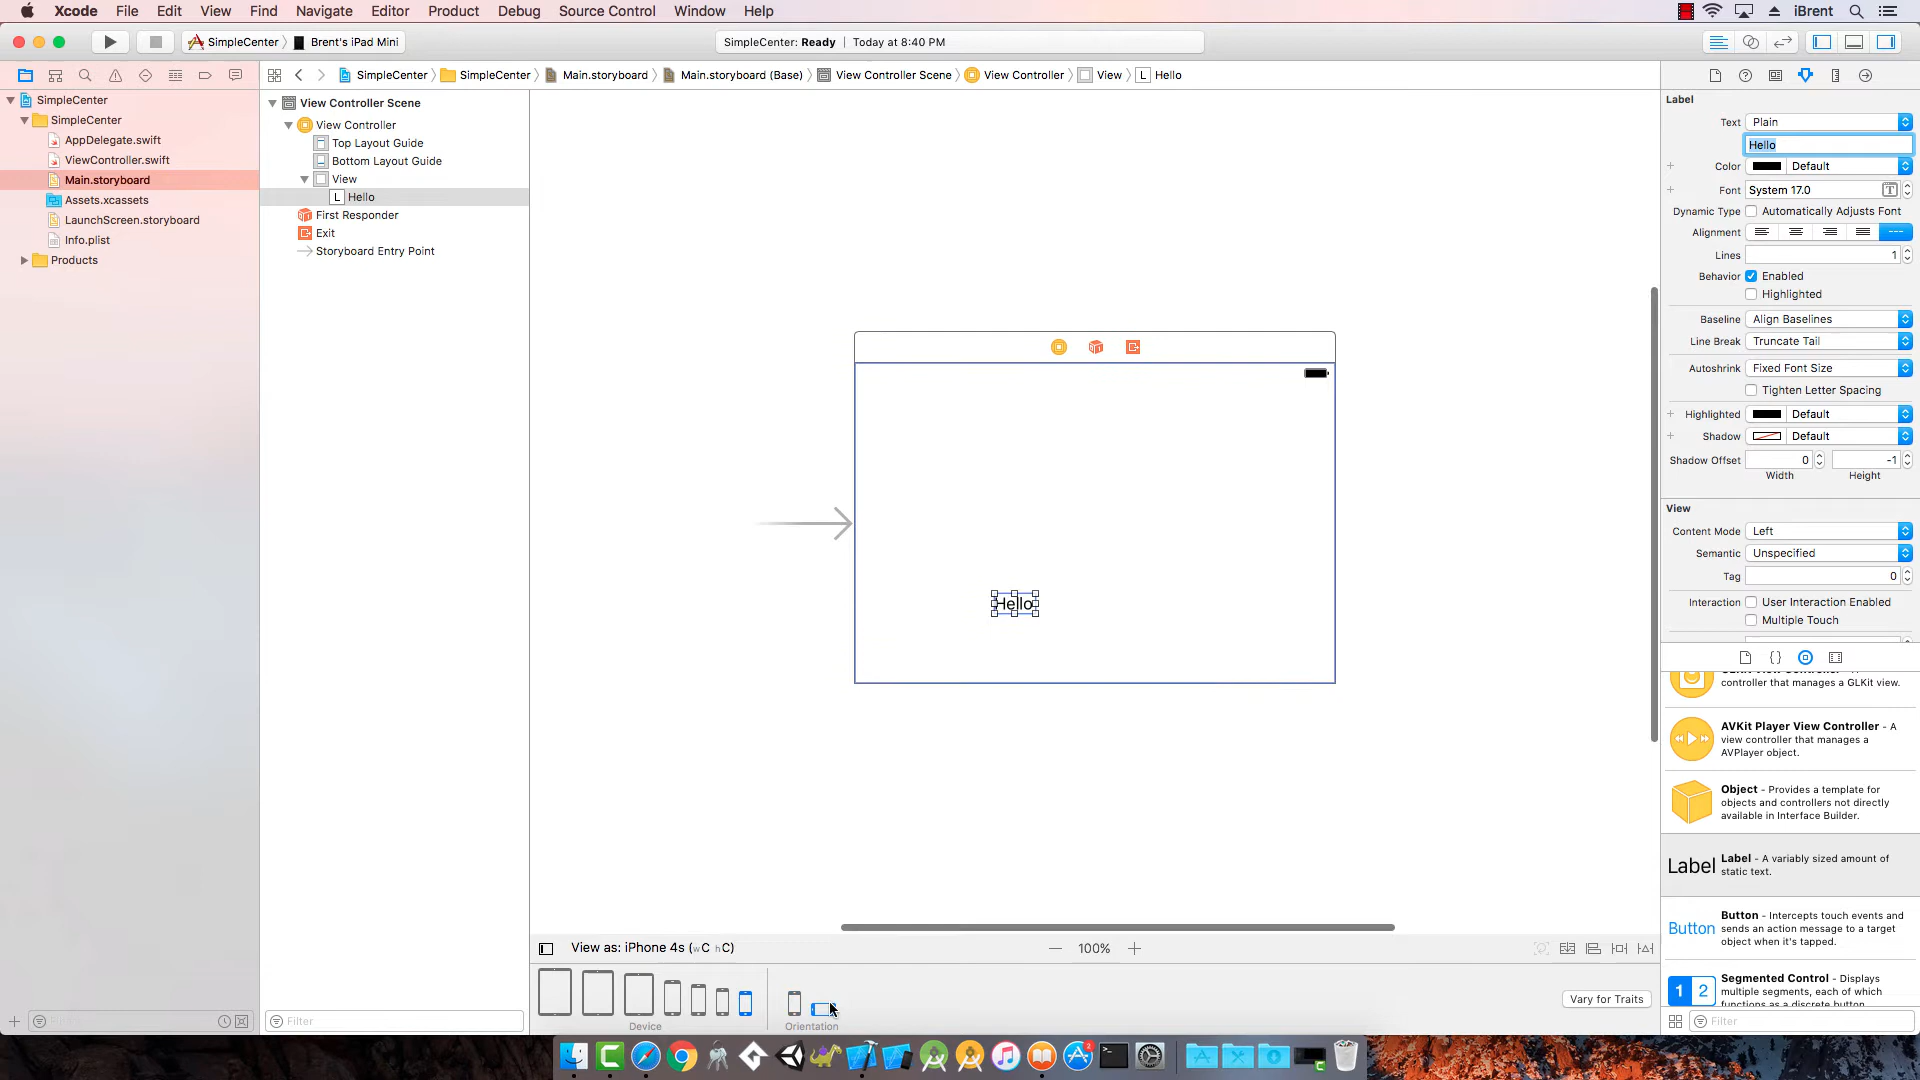 Xcode File Edit View Find Navigate Editor Product Debug Source Control Window Help iBrent
SimpleCenter Brent's iPad Mini SimpleCenter: Ready Today at 8:40 PM
SimpleCenter SimpleCenter Main.storyboard Main.storyboard (Base) View Controller Scene View Controller View L Hello
SimpleCenter
SimpleCenter
AppDelegate.swift
ViewController.swift
Main.storyboard
Assets.xcassets
LaunchScreen.storyboard
Info.plist
Products
View Controller Scene
View Controller
Top Layout Guide
Bottom Layout Guide
View
L Hello
First Responder
Exit
Storyboard Entry Point
Hello
Label
Text Plain
Hello
Color Default
Font System 17.0
Dynamic Type Automatically Adjusts Font
Alignment
Lines 1
Behavior Enabled
Highlighted
Baseline Align Baselines
Line Break Truncate Tail
Autoshrink Fixed Font Size
Tighten Letter Spacing
Highlighted Default
Shadow Default
Shadow Offset 0 -1
Width Height
View
Content Mode Left
Semantic Unspecified
Tag 0
Interaction User Interaction Enabled
Multiple Touch
controller that manages a GLKit view.
AVKit Player View Controller - A
view controller that manages a
AVPlayer object.
Object - Provides a template for
objects and controllers not directly
available in Interface Builder.
Label Label - A variably sized amount of
static text.
Button Button - Intercepts touch events and
sends an action message to a target
object when it's tapped.
1 2 Segmented Control - Displays
multiple segments, each of which
functions as a discrete button.
View as: iPhone 4s (wC hC) 100%
Vary for Traits
Device Orientation
Filter
Filter
Filter
2